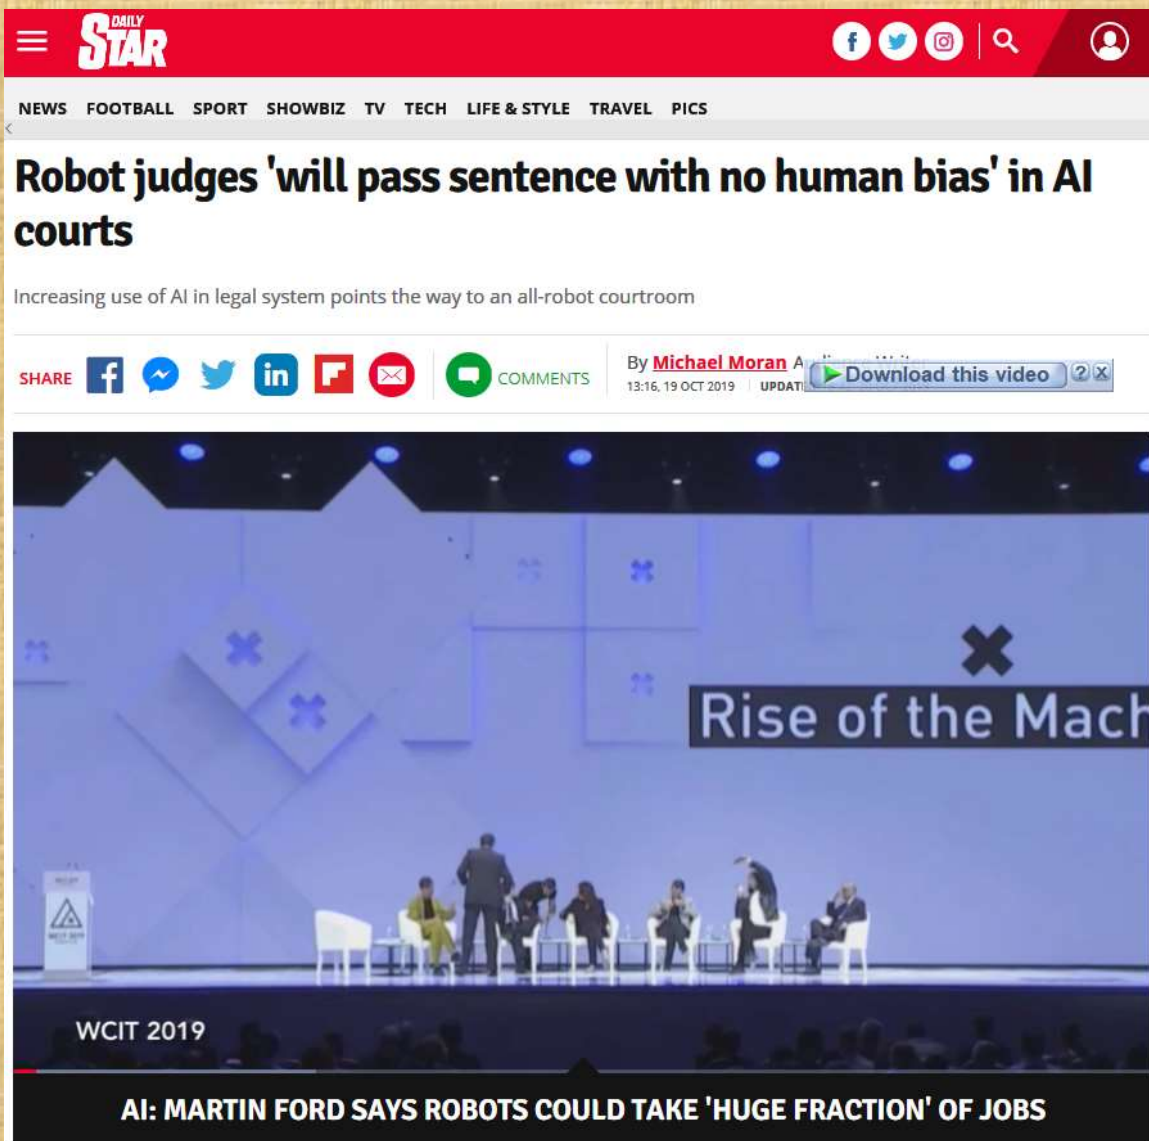 DAILY
STAR
NEWS FOOTBALL SPORT SHOWBIZ TV TECH LIFE & STYLE TRAVEL PICS
Robot judges 'will pass sentence with no human bias' in AI
courts
Increasing use of AI in legal system points the way to an all-robot courtroom
SHARE COMMENTS
By Michael Moran
13:16, 19 OCT 2019
Download this video ? X
Rise of the Mach
WCIT 2019
AI: MARTIN FORD SAYS ROBOTS COULD TAKE 'HUGE FRACTION' OF JOBS